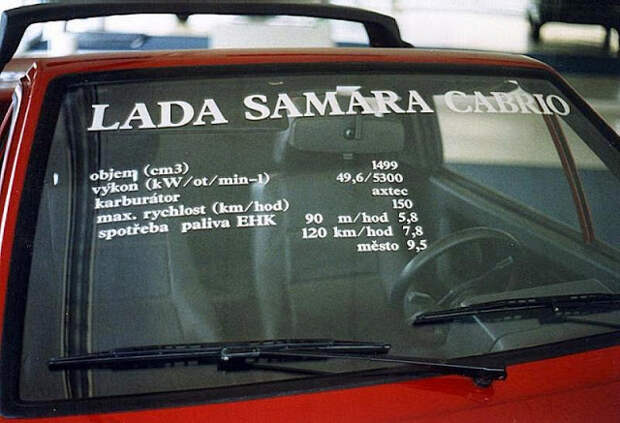 LADA SAMARA CABRIO
objem (cm3) 1499
výkon (kW/ot/min-1) 49,6/5300
karburátor axtec
max. rychlost (km/hod) 150
spotřeba paliva EHK 90 m/hod 5,8
120 km/hod 7,8
město 9,5